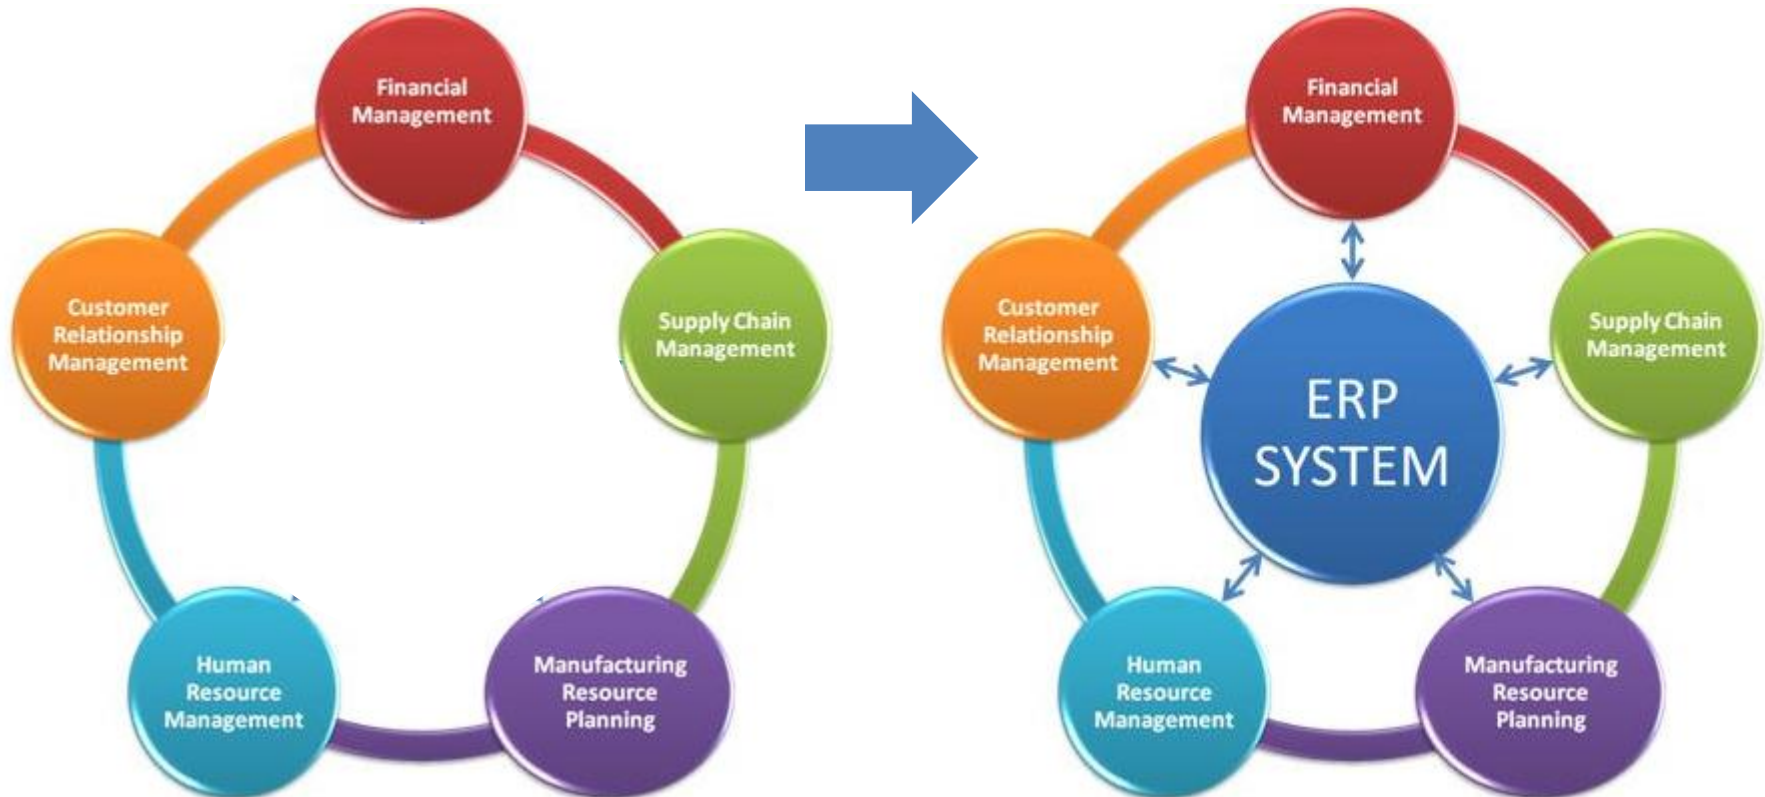 Financial
Management
Customer
Relationship
Management
Supply Chain
Management
Human
Resource
Management
Manufacturing
Resource
Planning
Financial
Management
Customer
Relationship
Management
Supply Chain
Management
ERP
SYSTEM
Human
Resource
Management
Manufacturing
Resource
Planning